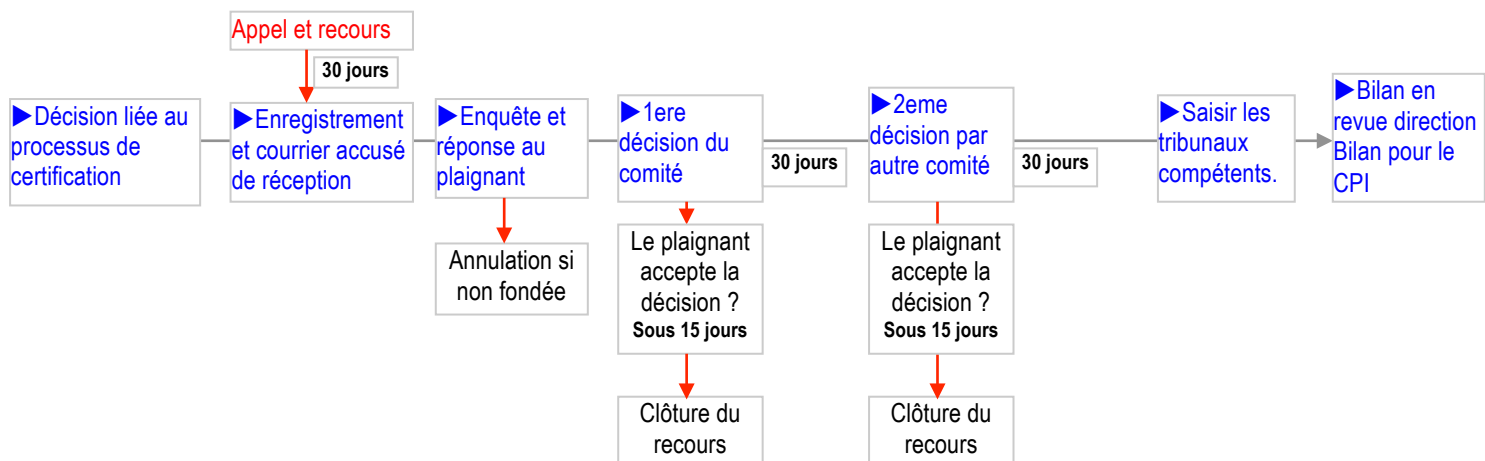 Appel et recours
30 jours
▶Décision liée au
processus de
certification
▶Enregistrement
et courrier accusé
de réception
▶Enquête et
réponse au
plaignant
▶1ere
décision du
comité
30 jours
▶2eme
décision par
autre comité
30 jours
▶Saisir les
tribunaux
compétents.
▶Bilan en
revue direction
Bilan pour le
CPI
Annulation si
non fondée
Le plaignant
accepte la
décision ?
Sous 15 jours
Le plaignant
accepte la
décision ?
Sous 15 jours
Clôture du
recours
Clôture du
recours